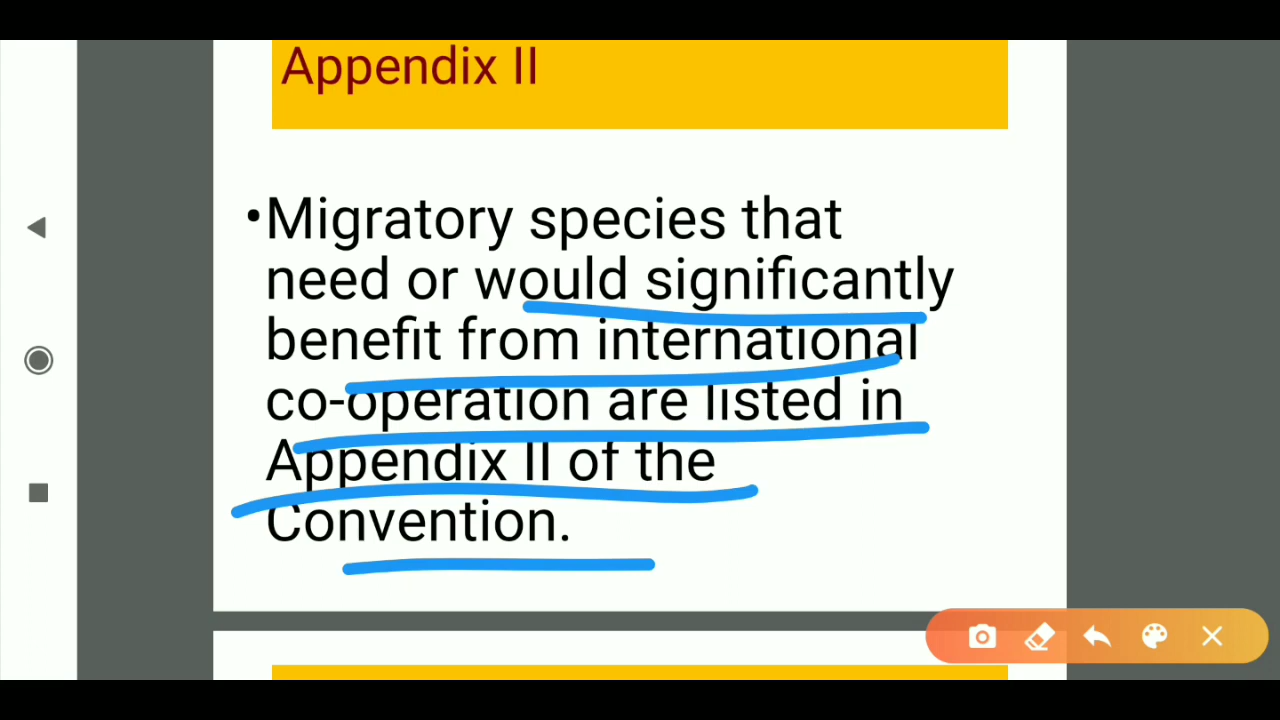 Appendix II
•Migratory species that
need or would significantly
benefit from international
co-operation are listed in
Appendix II of the
Convention.